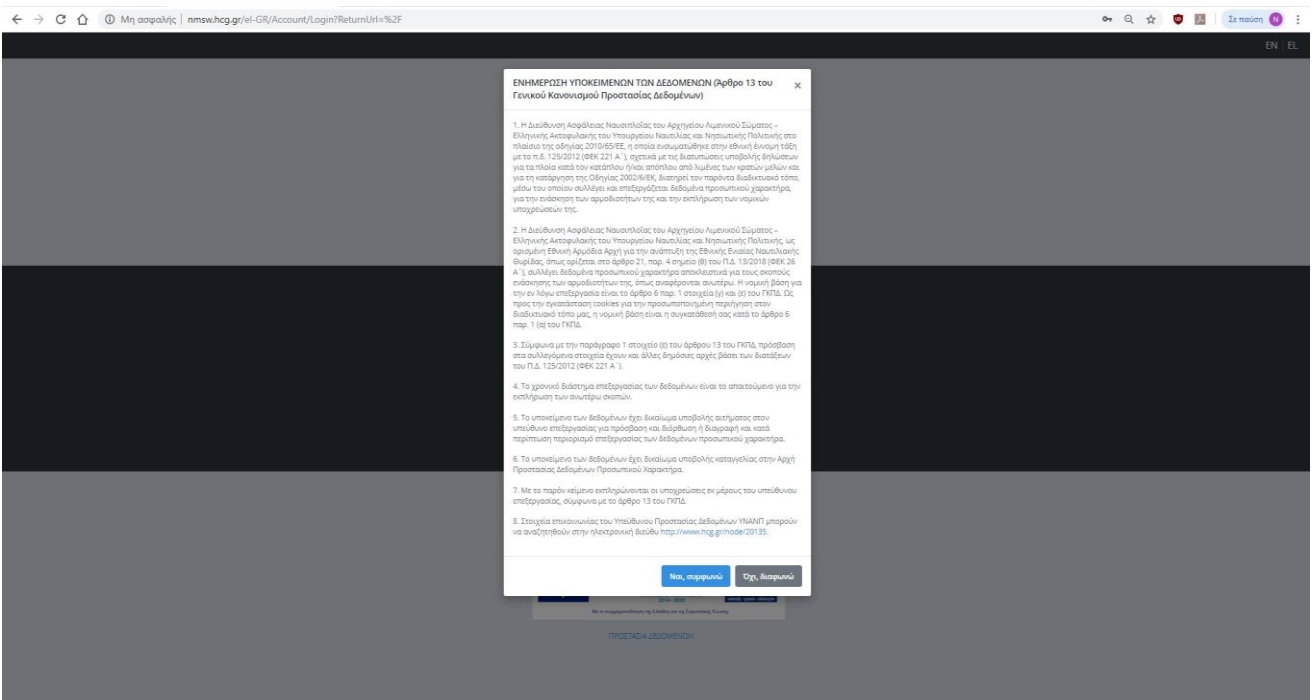 Μη ασφαλής | nmsw.hcg.gr/el-GR/Account/Login?ReturnUrl=%2F
Σε παύση N
EN | EL
ΕΝΗΜΕΡΩΣΗ ΥΠΟΚΕΙΜΕΝΩΝ ΤΩΝ ΔΕΔΟΜΕΝΩΝ (Άρθρο 13 του
Γενικού Κανονισμού Προστασίας Δεδομένων)
×
1. Η Διεύθυνση Ασφάλειας Ναυσιπλοΐας του Αρχηγείου Λιμενικού Σώματος –
Ελληνικής Ακτοφυλακής του Υπουργείου Ναυτιλίας και Νησιωτικής Πολιτικής στο
πλαίσιο της οδηγίας 2010/65/ΕΕ, η οποία ενσωματώθηκε στην εθνική έννομη τάξη
με το π.δ. 125/2012 (ΦΕΚ 221 Α΄), σχετικά με τις διατυπώσεις υποβολής δηλώσεων
για τα πλοία κατά τον κατάπλου ή/και απόπλου από λιμένες των κρατών μελών και
για τη κατάργηση της Οδηγίας 2002/6/ΕΚ, διατηρεί τον παρόντα διαδικτυακό τόπο,
μέσω του οποίου συλλέγει και επεξεργάζεται δεδομένα προσωπικού χαρακτήρα,
για την ενάσκηση των αρμοδιοτήτων της και την εκπλήρωση των νομικών
υποχρεώσεών της.
2. Η Διεύθυνση Ασφάλειας Ναυσιπλοΐας του Αρχηγείου Λιμενικού Σώματος –
Ελληνικής Ακτοφυλακής του Υπουργείου Ναυτιλίας και Νησιωτικής Πολιτικής, ως
ορισμένη Εθνική Αρμόδια Αρχή για την ανάπτυξη της Εθνικής Ενιαίας Ναυτιλιακής
Θυρίδας, όπως ορίζεται στο άρθρο 21, παρ. 4 σημείο (θ) του Π.Δ. 13/2018 (ΦΕΚ 26
Α΄), συλλέγει δεδομένα προσωπικού χαρακτήρα αποκλειστικά για τους σκοπούς
ενάσκησης των αρμοδιοτήτων της, όπως αναφέρονται ανωτέρω. Η νομική βάση για
την εν λόγω επεξεργασία είναι το άρθρο 6 παρ. 1 στοιχεία (γ) και (ε) του ΓΚΠΔ. Ως
προς την εγκατάσταση cookies για την προσωποποιημένη περιήγηση στον
διαδικτυακό τόπο μας, η νομική βάση είναι η συγκατάθεσή σας κατά το άρθρο 6
παρ. 1 (α) του ΓΚΠΔ.
3. Σύμφωνα με την παράγραφο 1 στοιχείο (ε) του άρθρου 13 του ΓΚΠΔ, πρόσβαση
στα συλλεγόμενα στοιχεία έχουν και άλλες δημόσιες αρχές βάσει των διατάξεων
του Π.Δ. 125/2012 (ΦΕΚ 221 Α΄).
4. Το χρονικό διάστημα επεξεργασίας των δεδομένων είναι το απαιτούμενο για την
εκπλήρωση των ανωτέρω σκοπών.
5. Το υποκείμενο των δεδομένων έχει δικαίωμα υποβολής αιτήματος στον
υπεύθυνο επεξεργασίας για πρόσβαση και διόρθωση ή διαγραφή και κατά
περίπτωση περιορισμό επεξεργασίας των δεδομένων προσωπικού χαρακτήρα.
6. Το υποκείμενο των δεδομένων έχει δικαίωμα υποβολής καταγγελίας στην Αρχή
Προστασίας Δεδομένων Προσωπικού Χαρακτήρα.
7. Με το παρόν κείμενο εκπληρώνονται οι υποχρεώσεις εκ μέρους του υπεύθυνου
επεξεργασίας, σύμφωνα με το άρθρο 13 του ΓΚΠΔ.
8. Στοιχεία επικοινωνίας του Υπεύθυνου Προστασίας Δεδομένων ΥΝΑΝΠ μπορούν
να αναζητηθούν στην ηλεκτρονική διεύθυ http://www.hcg.gr/node/20135.
Ναι, συμφωνώ Όχι, διαφωνώ
2014-2020
Με τη συγχρηματοδότηση της Ελλάδας και της Ευρωπαϊκής Ένωσης
ΠΡΟΣΤΑΣΙΑ ΔΕΔΟΜΕΝΩΝ